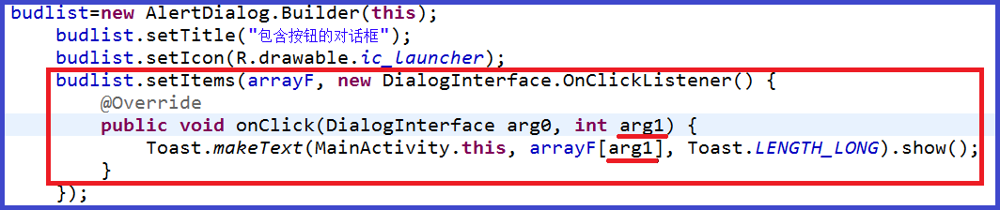 budlist=new AlertDialog.Builder(this);
budlist.setTitle("包含按钮的对话框");
budlist.setIcon(R.drawable.ic_launcher);
budlist.setItems(arrayF, new DialogInterface.OnClickListener() {
@Override
public void onClick(DialogInterface arg0, int arg1) {
Toast.makeText(MainActivity.this, arrayF[arg1], Toast.LENGTH_LONG).show();
}
});